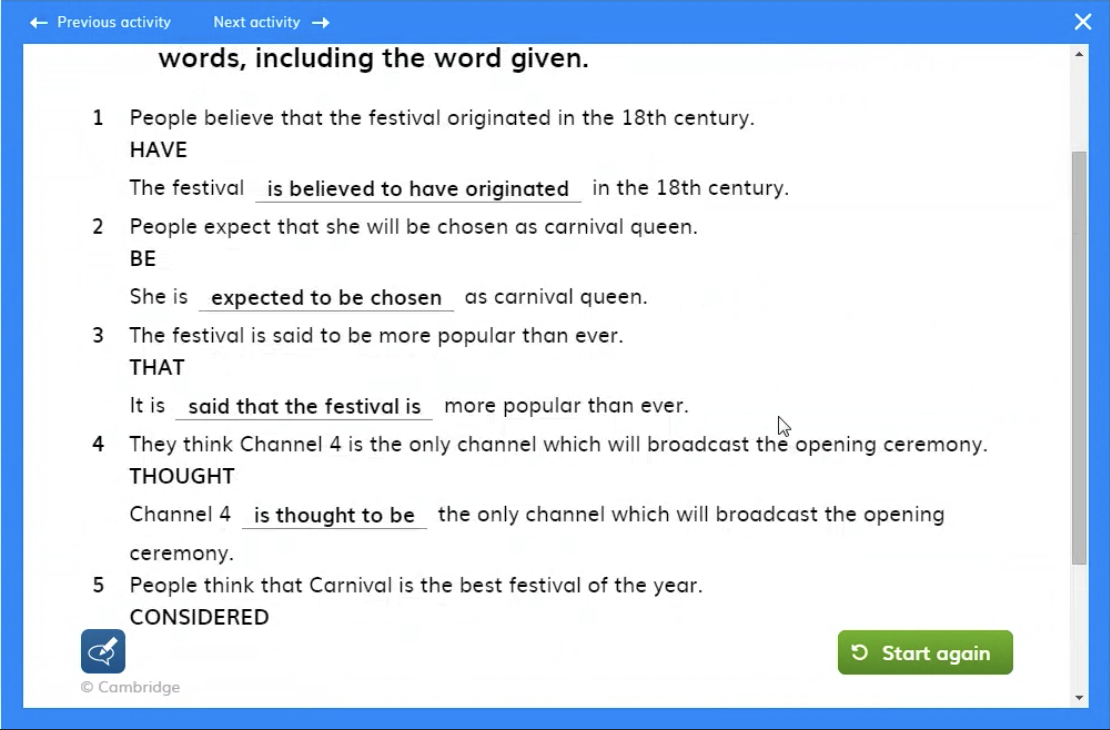 Previous activity Next activity
words, including the word given.
1 People believe that the festival originated in the 18th century.
HAVE
The festival is believed to have originated in the 18th century.
2 People expect that she will be chosen as carnival queen.
BE
She is expected to be chosen as carnival queen.
3 The festival is said to be more popular than ever.
THAT
It is said that the festival is more popular than ever.
4 They think Channel 4 is the only channel which will broadcast the opening ceremony.
THOUGHT
Channel 4 is thought to be the only channel which will broadcast the opening
ceremony.
5 People think that Carnival is the best festival of the year.
CONSIDERED
Start again
© Cambridge